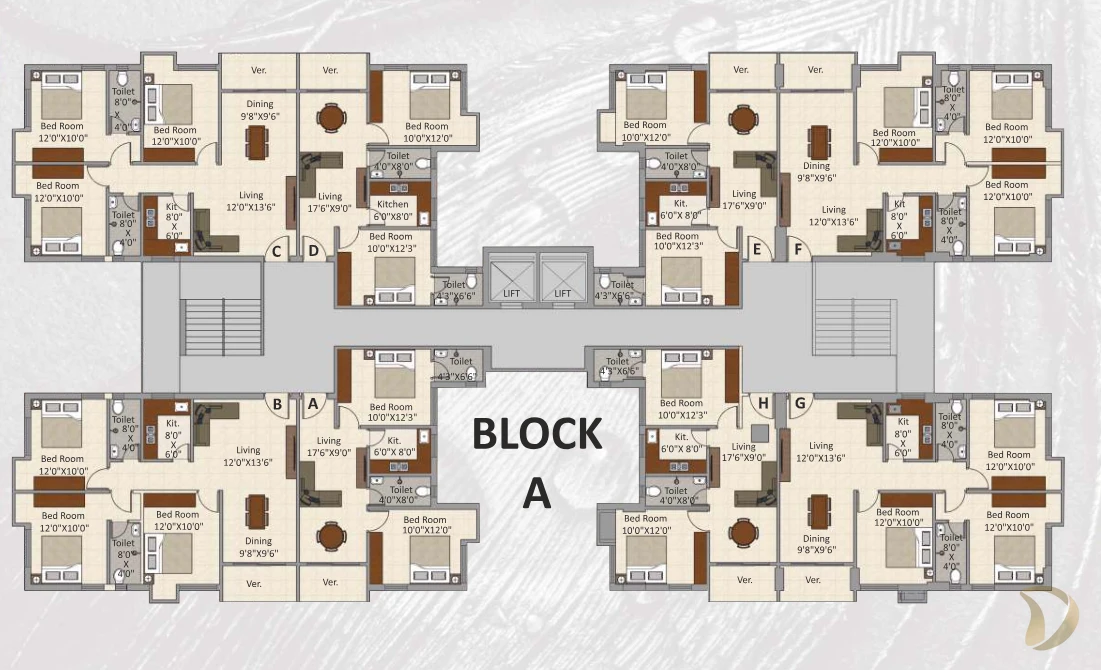 Ver.
Ver.
Toilet
8'0"
X
4'0"
Dining
9'8"X9'6"
Bed Room
12'0"X10'0"
Bed Room
12'0"X10'0"
Bed Room
10'0"X12'0"
Toilet
4'0"X8'0"
Bed Room
12'0"X10'0"
Living
12'0"X13'6"
Living
17'6"X9'0"
Kitchen
6'0"X8'0"
Toilet
8'0"
X
4'0"
Kit
8'0"
X
6'0"
C
D
Bed Room
10'0"X12'3"
Toilet
4'3"X6'6"
LIFT
LIFT
Ver.
Ver.
Bed Room
10'0"X12'0"
Toilet
8'0"
X
4'0"
Bed Room
12'0"X10'0"
Bed Room
12'0"X10'0"
Toilet
4'0"X8'0"
Dining
9'8"X9'6"
Bed Room
12'0"X10'0"
Kit.
6'0"X 8'0"
Living
17'6"X9'0"
Living
12'0"X13'6"
Kit
8'0"
X
6'0"
Toilet
8'0"
X
4'0"
Bed Room
10'0"X12'3"
E
F
Toilet
4'3"X6'6"
Toilet
4'3"X6'6"
Bed Room
10'0"X12'3"
B
A
Toilet
8'0"
X
4'0"
Kit.
8'0"
X
6'0"
Living
12'0"X13'6"
Living
17'6"X9'0"
Kit.
6'0"X 8'0"
Bed Room
12'0"X10'0"
Toilet
4'0"X8'0"
Bed Room
12'0"X10'0"
Bed Room
12'0"X10'0"
Bed Room
10'0"X12'0"
Toilet
8'0"
X
4'0"
Dining
9'8"X9'6"
Ver.
Ver.
BLOCK
A
Toilet
4'3"X6'6"
Bed Room
10'0"X12'3"
H
G
Kit.
6'0"X 8'0"
Living
17'6"X9'0"
Living
12'0"X13'6"
Kit
8'0"
X
6'0"
Toilet
8'0"
X
4'0"
Bed Room
12'0"X10'0"
Toilet
4'0"X8'0"
Bed Room
10'0"X12'0"
Bed Room
12'0"X10'0"
Bed Room
12'0"X10'0"
Dining
9'8"X9'6"
Toilet
8'0"
X
4'0"
Ver.
Ver.